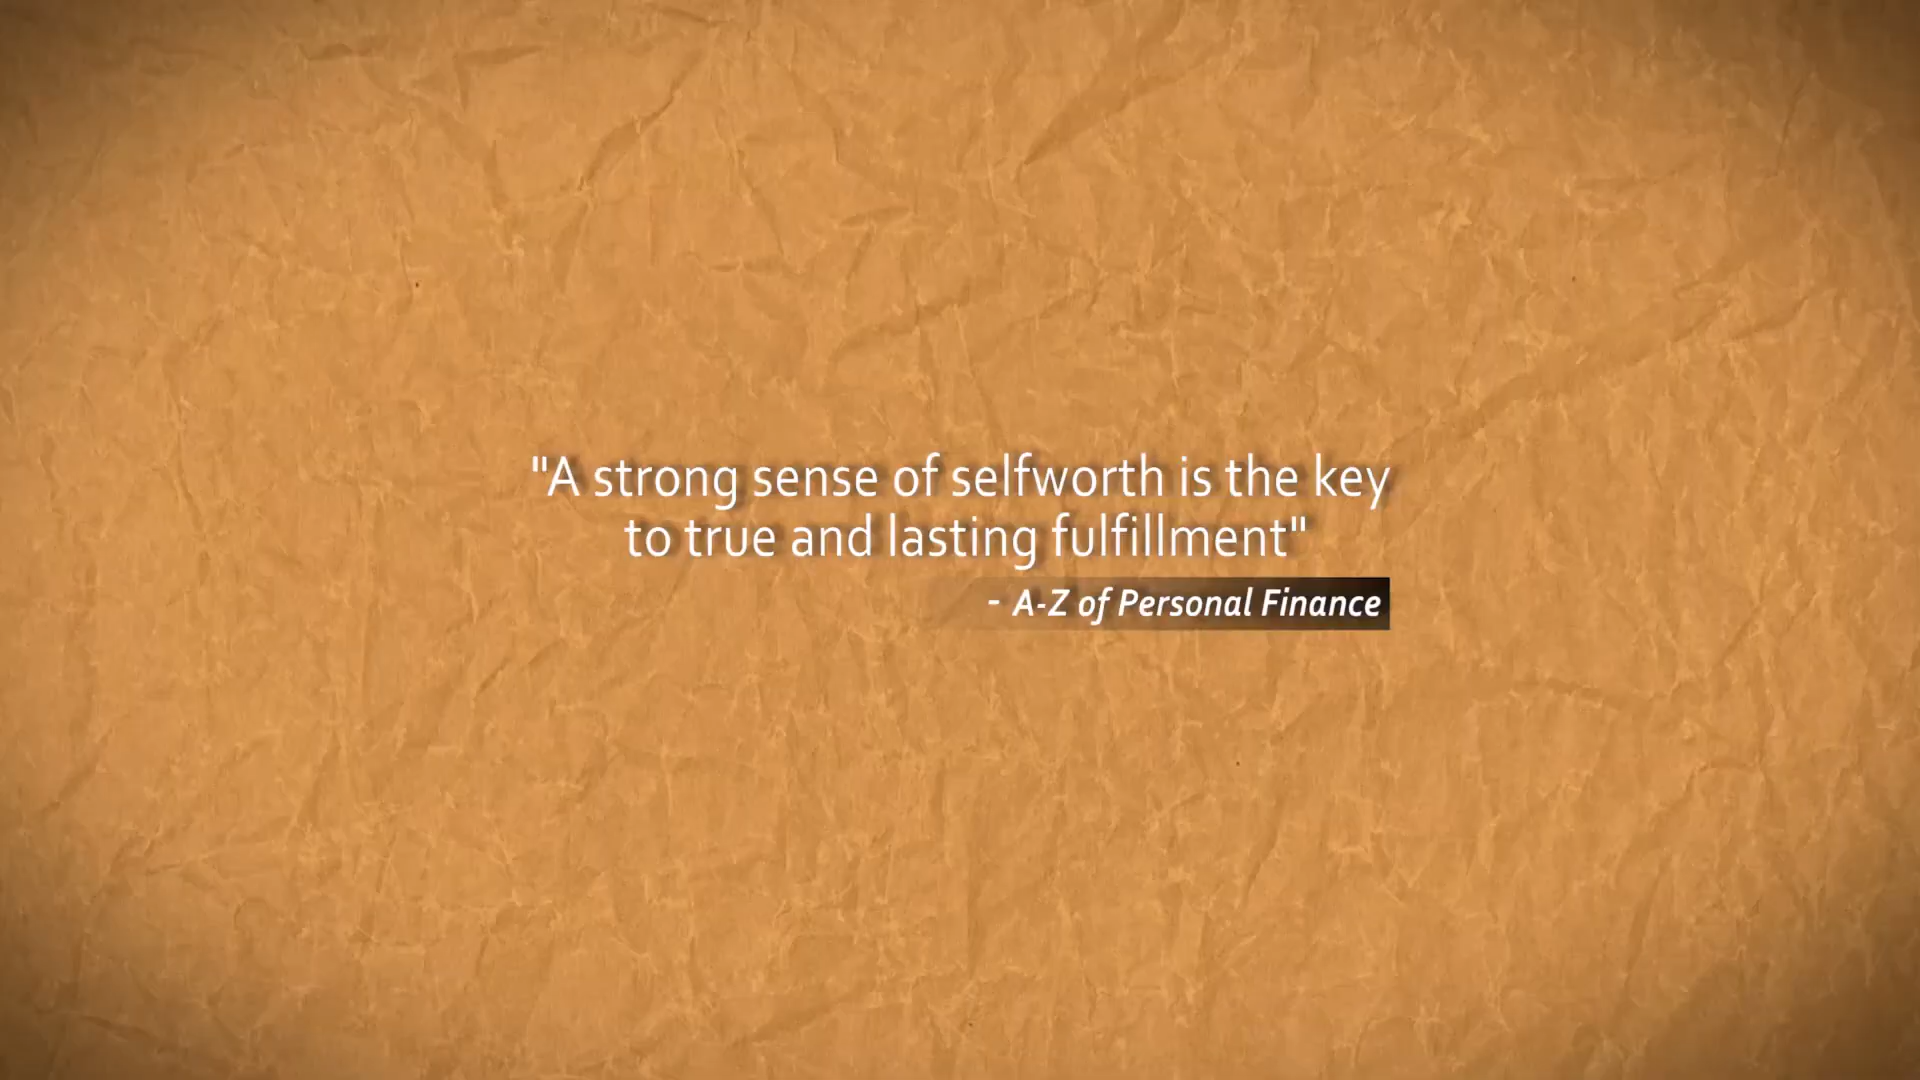 "A strong sense of selfworth is the key
to true and lasting fulfillment"
- A-Z of Personal Finance